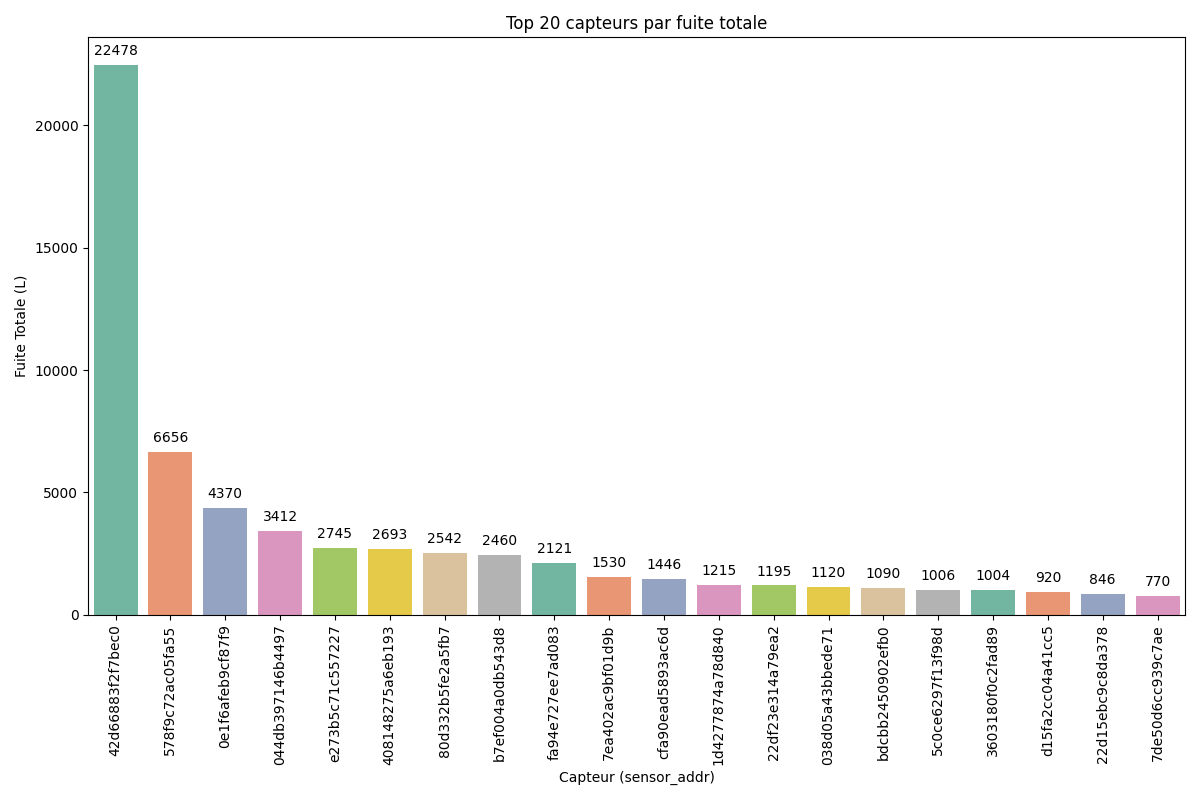 Top 20 capteurs par fuite totale
Fuite Totale (L)
20000
15000
10000
5000
0
22478
6656
4370
3412
2745
2693
2542
2460
2121
1530
1446
1215
1195
1120
1090
1006
1004
920
846
770
42d66883f2f7bec0
578f9c72ac05fa55
0e1f6afeb9cf87f9
044db397146b4497
e273b5c71c557227
408148275a6eb193
80d332b5fe2a5fb7
b7ef004a0db543d8
fa94e727ee7ad083
7ea402ac9bf01d9b
cfa90ead5893ac6d
1d4277874a78d840
22df23e314a79ea2
038d05a43bbede71
bdcbb2450902efb0
5c0ce6297f13f98d
3603180f0c2fad89
d15fa2cc04a41cc5
22d15ebc9c8da378
7de50d6cc939c7ae
Capteur (sensor_addr)